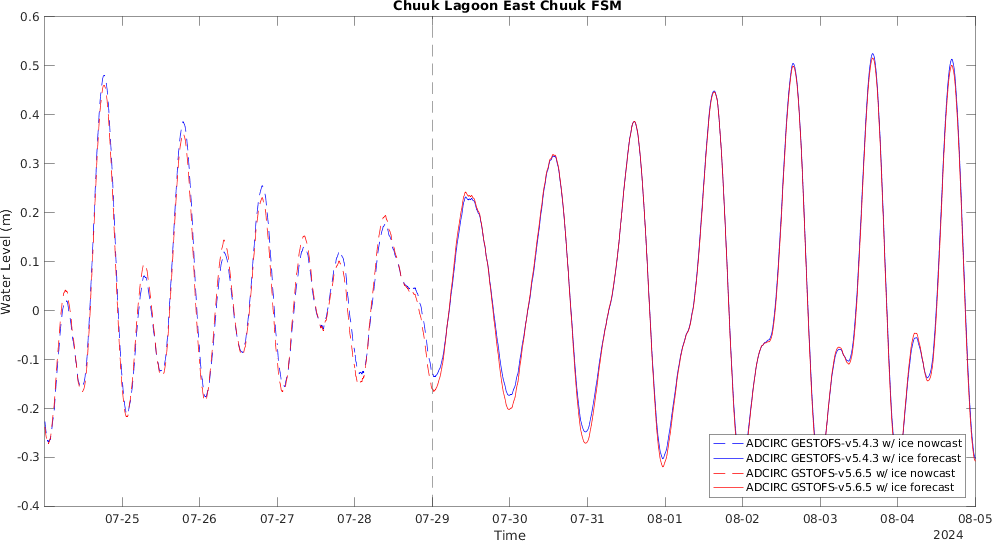 Chuuk Lagoon East Chuuk FSM
0.6
0.5
0.4
0.3
0.2
0.1
0
-0.1
-0.2
-0.3
-0.4
Water Level (m)
ADCIRC GESTOFS-v5.4.3 w/ ice nowcast
ADCIRC GESTOFS-v5.4.3 w/ ice forecast
ADCIRC GSTOFS-v5.6.5 w/ ice nowcast
ADCIRC GSTOFS-v5.6.5 w/ ice forecast
07-25 07-26 07-27 07-28 07-29 07-30 07-31 08-01 08-02 08-03 08-04 08-05
Time
2024